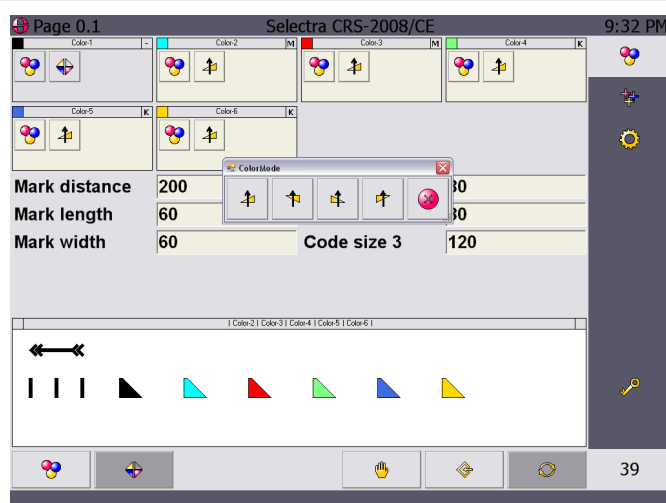 Page 0.1 Selectra CRS-2008/CE 9:32 PM
Color-1 - Color-2 M Color-3 M Color-4 K
Color-5 K Color-6 K
ColorMode
Mark distance 200 80
Mark length 60 80
Mark width 60 Code size 3 120
| Color-2 | Color-3 | Color-4 | Color-5 | Color-6 |
39